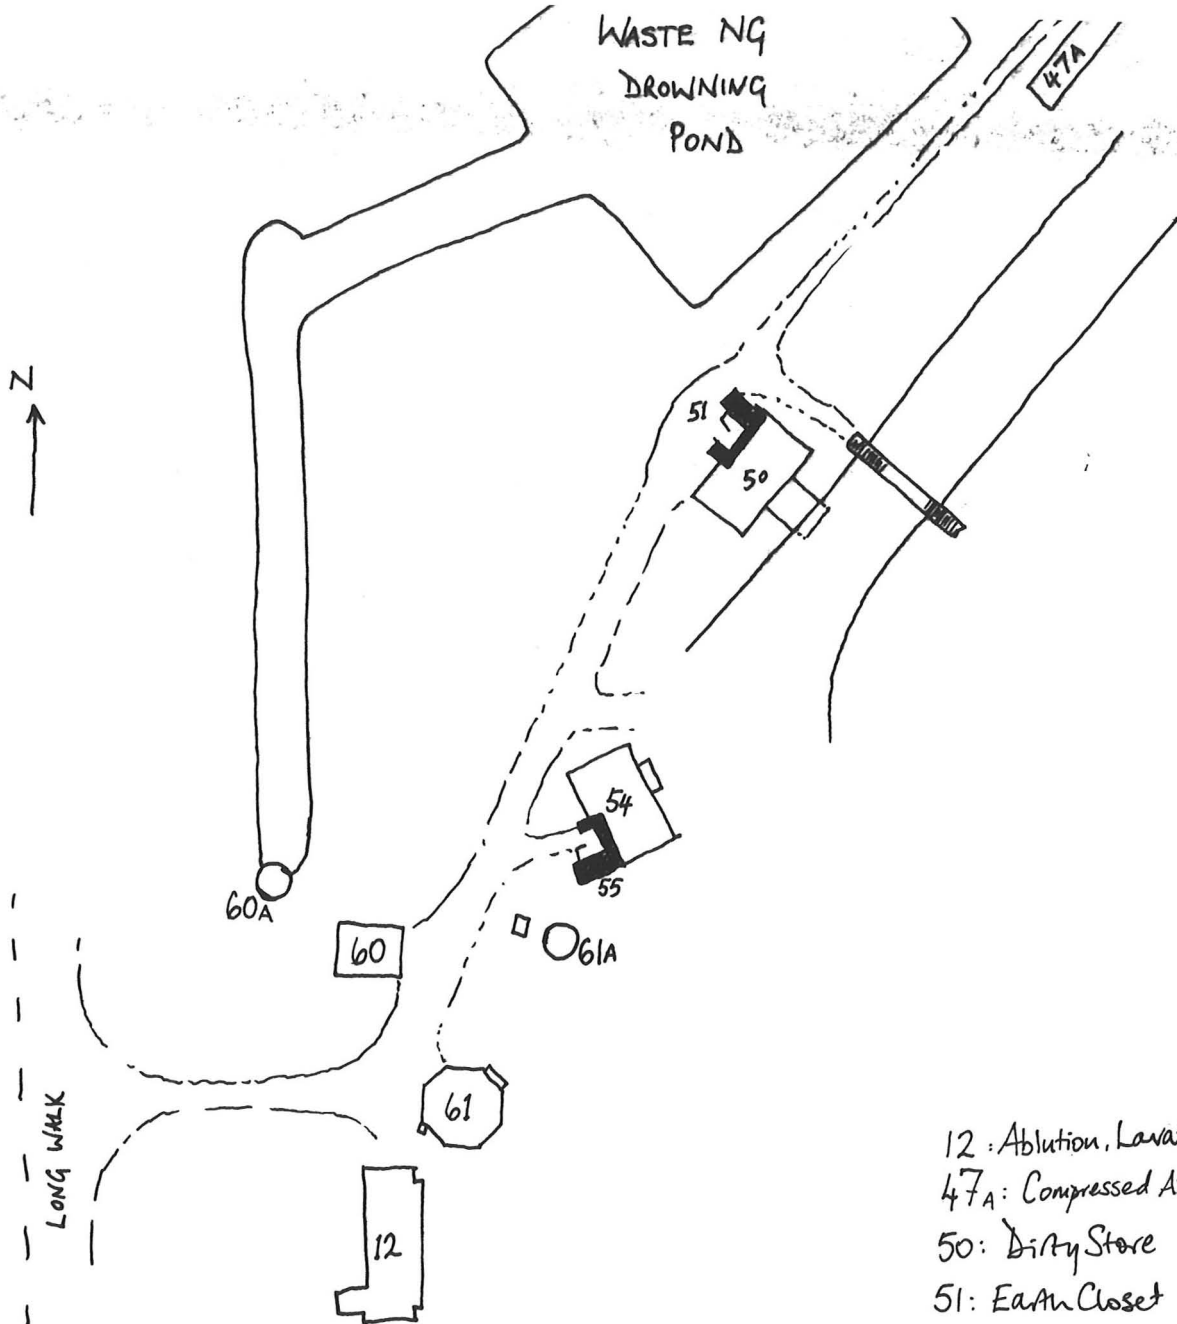 WASTE NG
DROWNING
POND
47A
N
51
50
54
55
60A
60
61A
61
LONG WALK
12
12: Ablution, Lava
47A: Compressed A
50: Dirty Store
51: Earth Closet